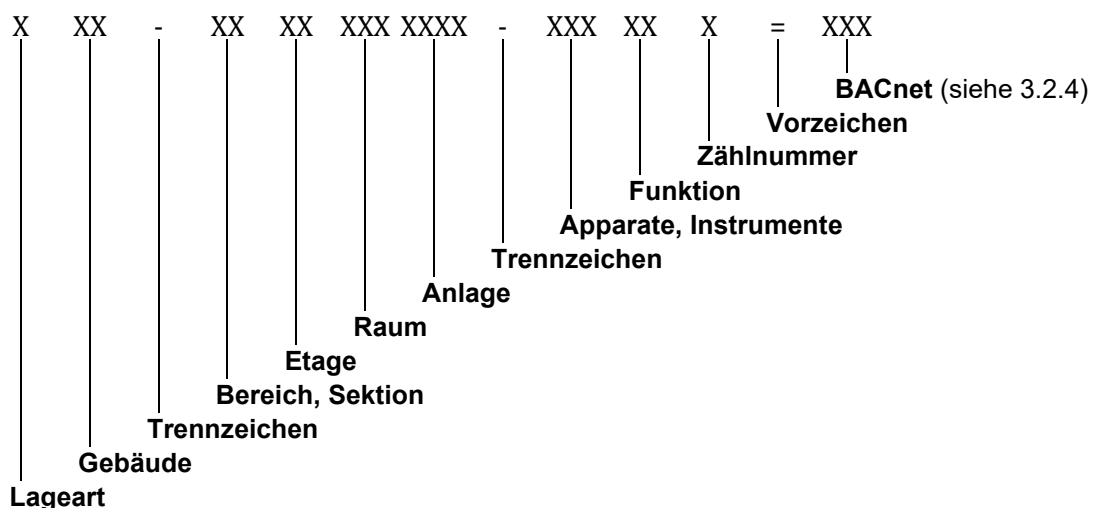 X XX - XX XX XXX XXXX - XXX XX X = XXX
BACnet (siehe 3.2.4)
Vorzeichen
Zählnummer
Funktion
Apparate, Instrumente
Trennzeichen
Anlage
Raum
Etage
Bereich, Sektion
Trennzeichen
Gebäude
Lageart